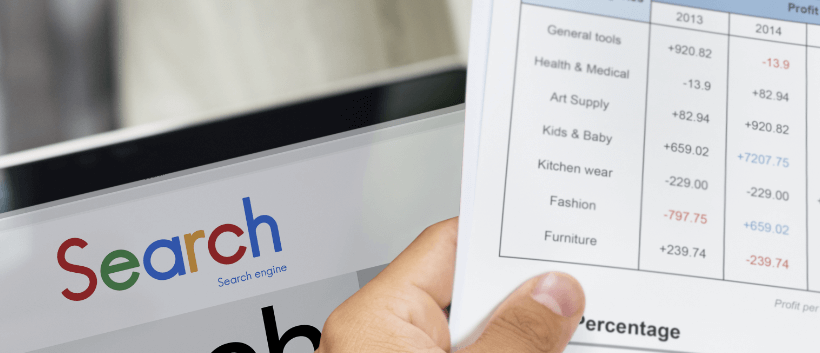 Search
Search engine
Profit
2013 2014
General tools +920.82 -13.9
Health & Medical -13.9 +82.94
Art Supply +82.94 +920.82
Kids & Baby +659.02 +7207.75
Kitchen wear -229.00 -229.00
Fashion -797.75 +659.02
Furniture +239.74 -239.74
Profit per
Percentage